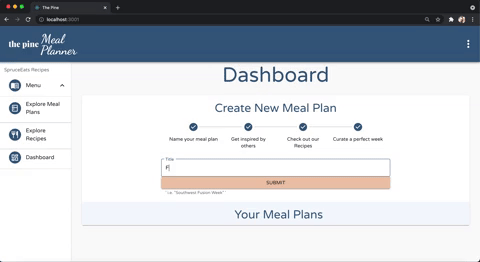 The Pine
localhost:3001
the pine Meal
Planner
SpruceEats Recipes
Menu
Explore Meal
Plans
Explore
Recipes
Dashboard
Dashboard
Create New Meal Plan
Name your meal plan
Get inspired by
others
Check out our
Recipes
Curate a perfect week
Title
F
SUBMIT
i.e. "Southwest Fusion Week"
Your Meal Plans